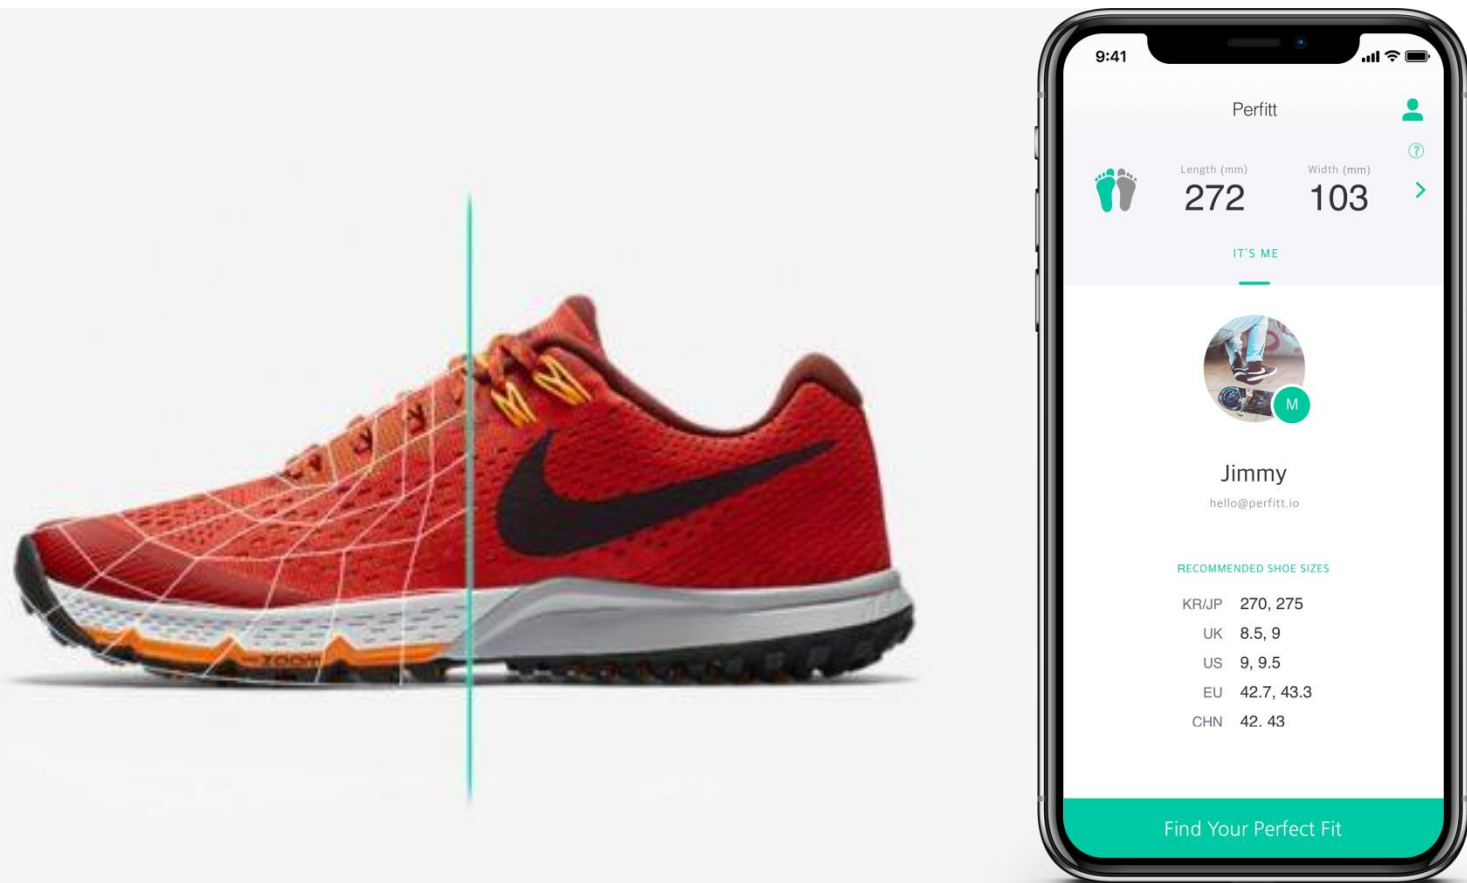 ZOOM
9:41
Perfitt
?
Length (mm) Width (mm)
272 103
IT'S ME
M
Jimmy
hello@perfitt.io
RECOMMENDED SHOE SIZES
KR/JP 270, 275
UK 8.5, 9
US 9, 9.5
EU 42.7, 43.3
CHN 42. 43
Find Your Perfect Fit